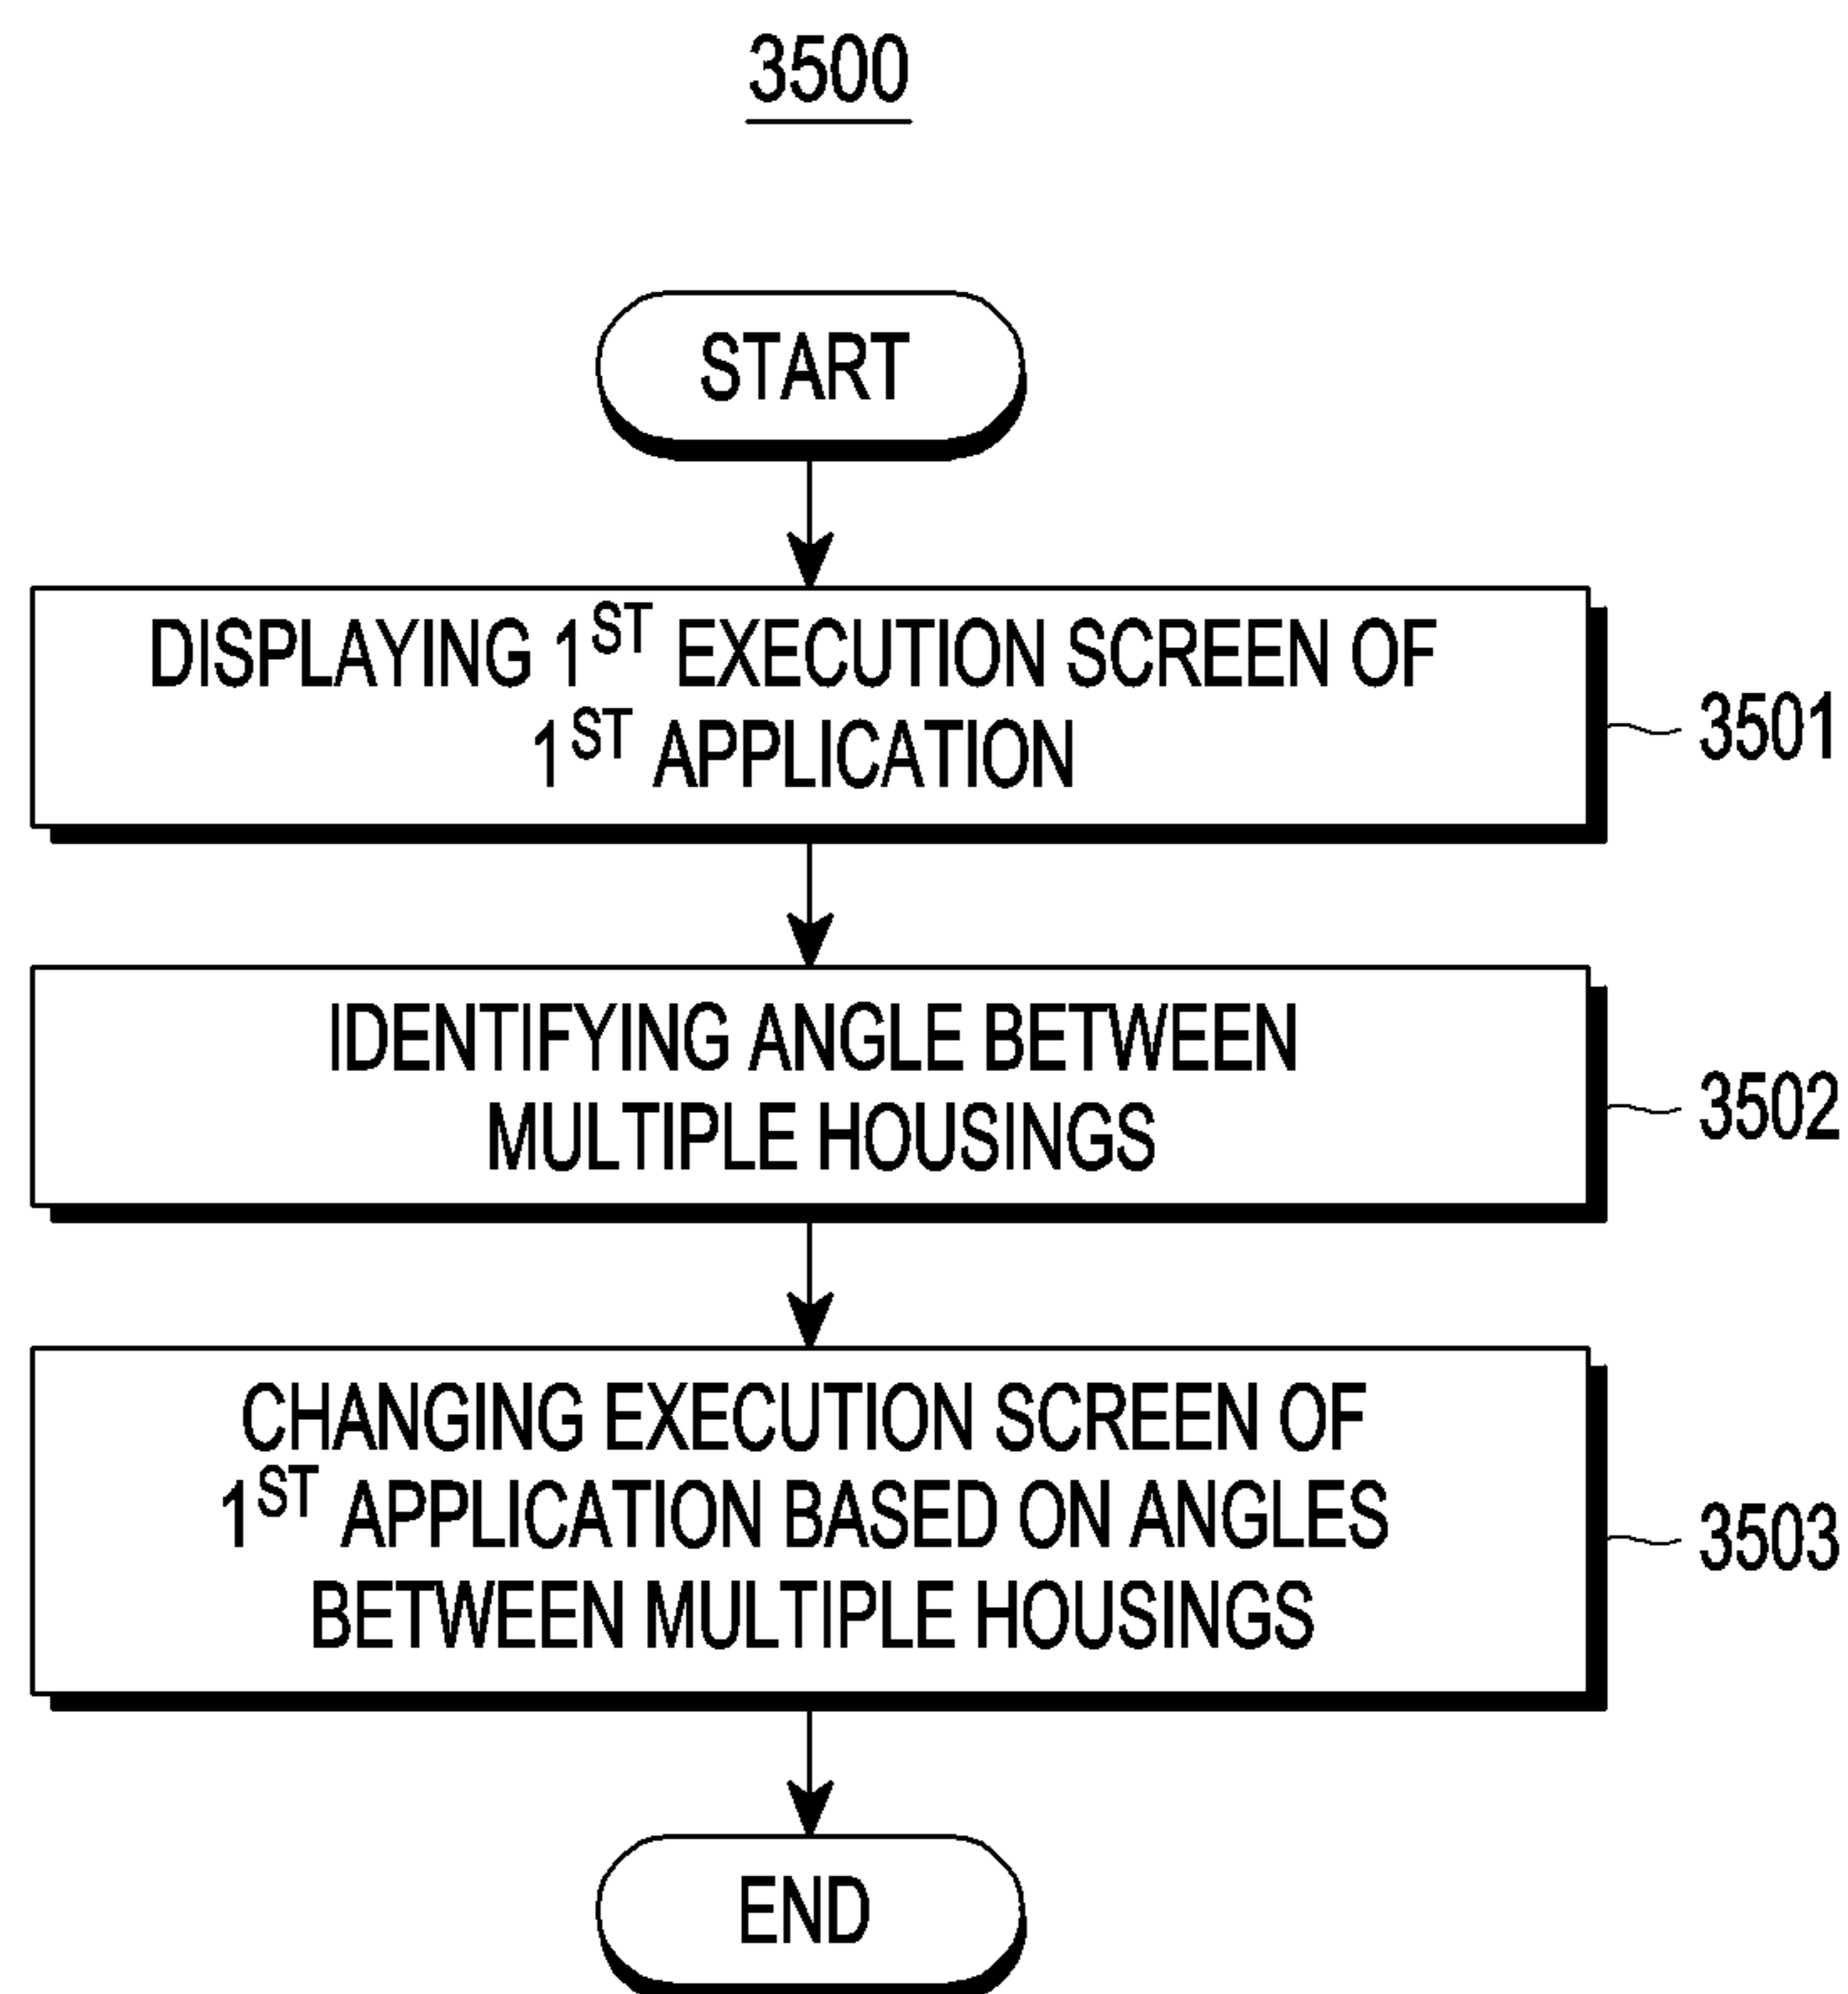 3500
START
DISPLAYING 1ST EXECUTION SCREEN OF
1ST APPLICATION
3501
IDENTIFYING ANGLE BETWEEN
MULTIPLE HOUSINGS
3502
CHANGING EXECUTION SCREEN OF
1ST APPLICATION BASED ON ANGLES
BETWEEN MULTIPLE HOUSINGS
3503
END